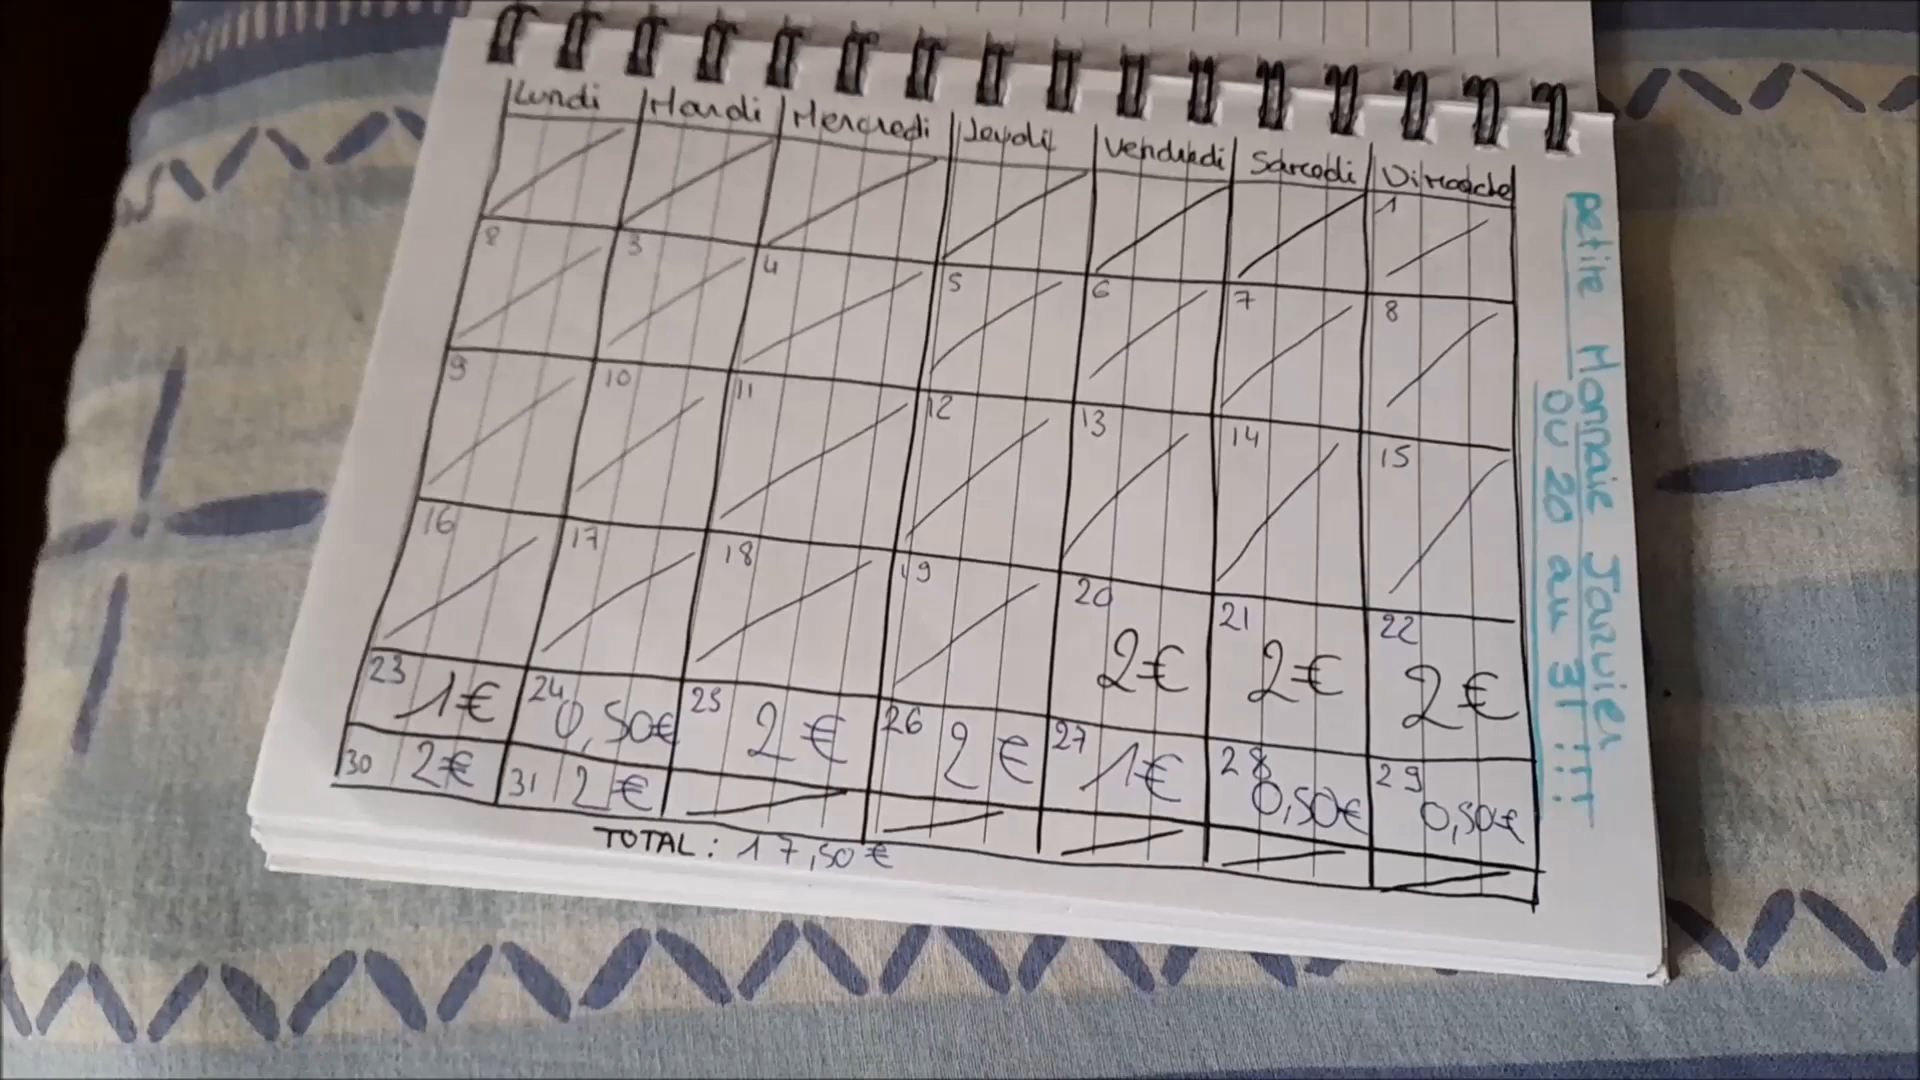 Lundi Mardi Mercredi Jeudi Vendredi Samedi Dimanche
1
2 3 4 5 6 7 8
9 10 11 12 13 14 15
16 17 18 19 20 2€ 21 2€ 22 2€
23 1€ 24 0,50€ 25 2€ 26 2€ 27 1€ 28 0,50€ 29 0,50€
30 2€ 31 2€
TOTAL: 17,50€
Petite Monnaie Janvier
DU 20 au 31 !!!!